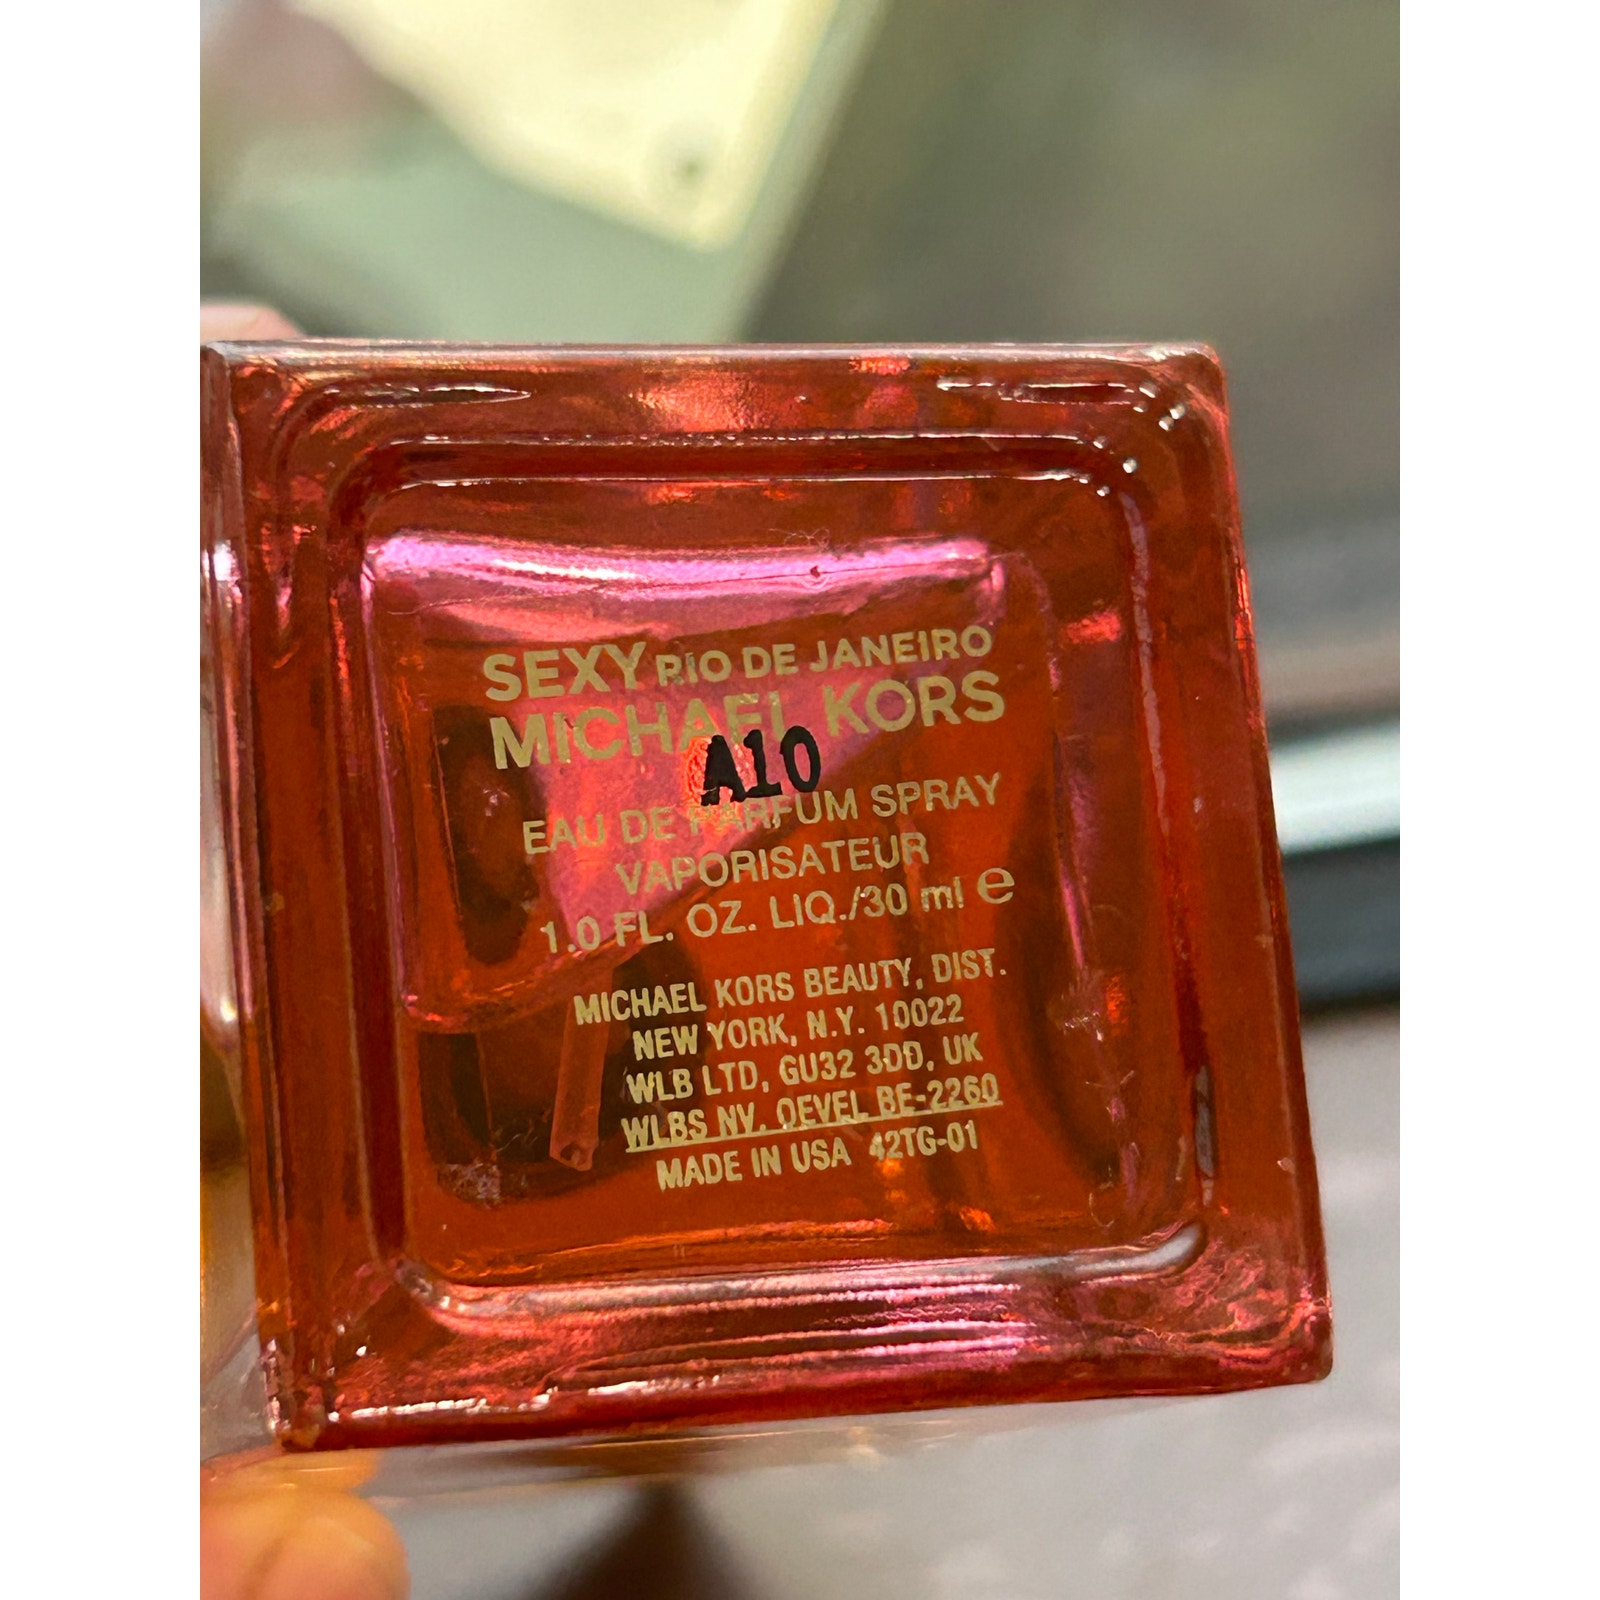 SEXY RIO DE JANEIRO
MICHAEL KORS
A10
EAU DE PARFUM SPRAY
VAPORISATEUR
1.0 FL. OZ. LIQ./30 ml e
MICHAEL KORS BEAUTY, DIST.
NEW YORK, N.Y. 10022
WLB LTD, GU32 3DD, UK
WLBS NV. OEVEL BE-2260
MADE IN USA 42TG-01